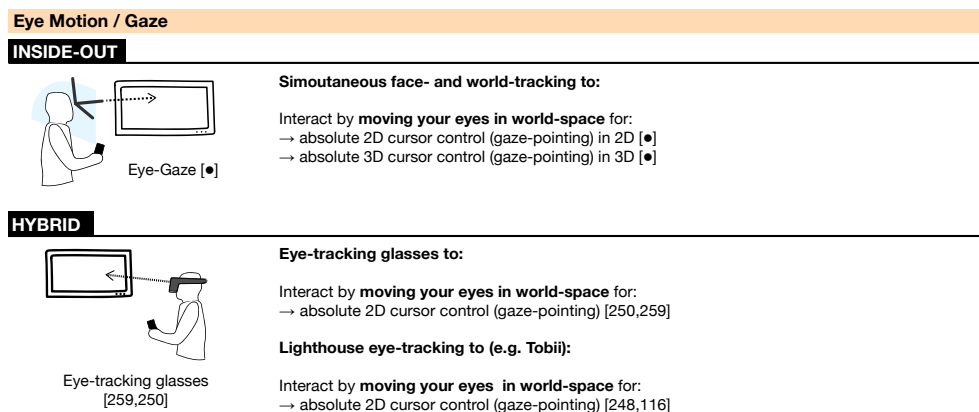 Eye Motion / Gaze
INSIDE-OUT
Simoutaneous face- and world-tracking to:
Interact by moving your eyes in world-space for:
→ absolute 2D cursor control (gaze-pointing) in 2D [●]
→ absolute 3D cursor control (gaze-pointing) in 3D [●]
Eye-Gaze [●]
HYBRID
Eye-tracking glasses to:
Interact by moving your eyes in world-space for:
→ absolute 2D cursor control (gaze-pointing) [250,259]
Lighthouse eye-tracking to (e.g. Tobii):
Interact by moving your eyes in world-space for:
→ absolute 2D cursor control (gaze-pointing) [248,116]
Eye-tracking glasses
[259,250]